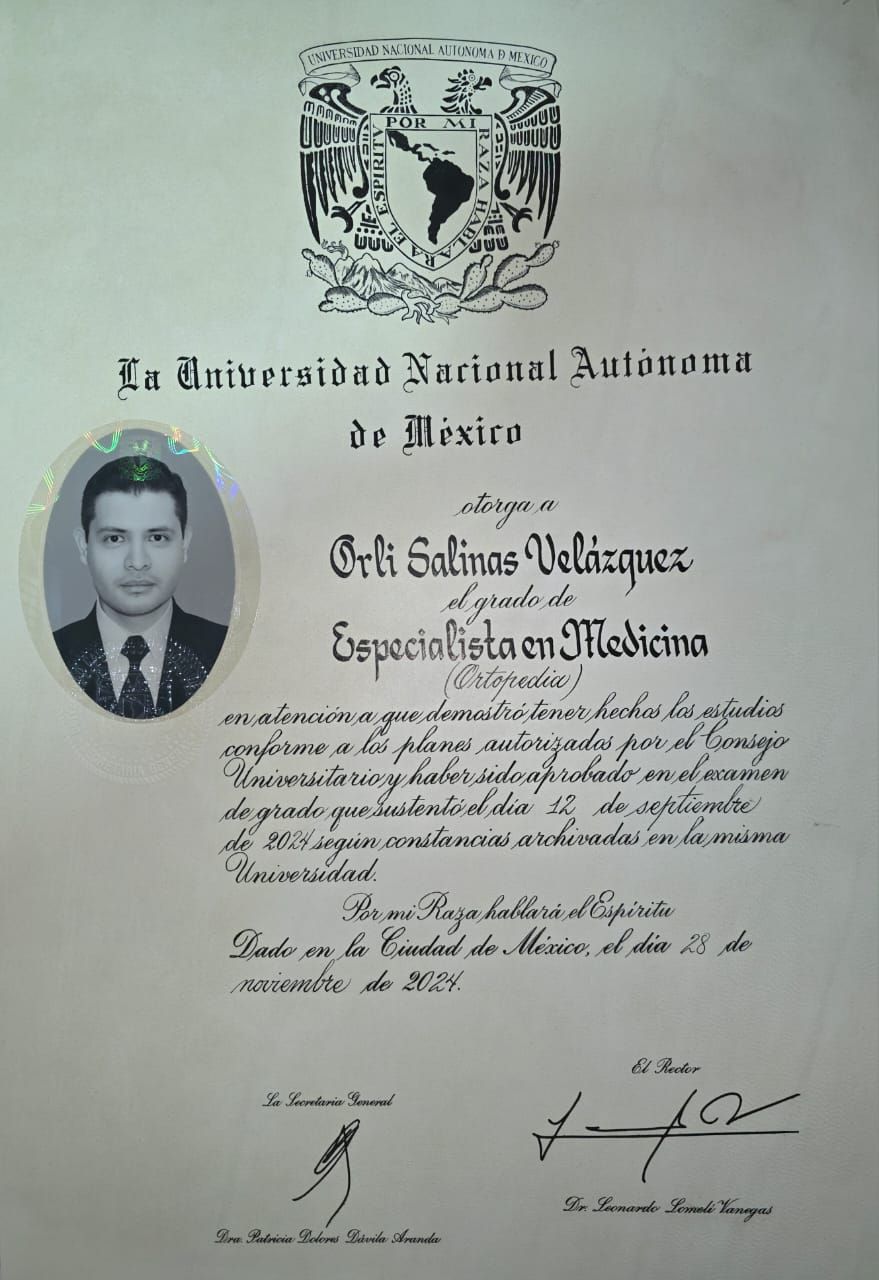 UNIVERSIDAD NACIONAL AUTONOMA D MEXICO
POR MI RAZA HABLARA EL ESPIRITU
La Universidad Nacional Autónoma
de México
otorga a
Orli Salinas Velázquez
el grado de
Especialista en Medicina
(Ortopedia)
en atención a que demostró tener hechos los estudios
conforme a los planes autorizados por el Consejo
Universitario y haber sido aprobado en el examen
de grado que sustentó el día 12 de septiembre
de 2024 según constancias archivadas en la misma
Universidad.
Por mi Raza hablará el Espíritu
Dado en la Ciudad de México, el día 28 de
noviembre de 2024.
El Rector
La Secretaria General
Dr. Leonardo Lomelí Vanegas
Dra. Patricia Dolores Dávila Aranda